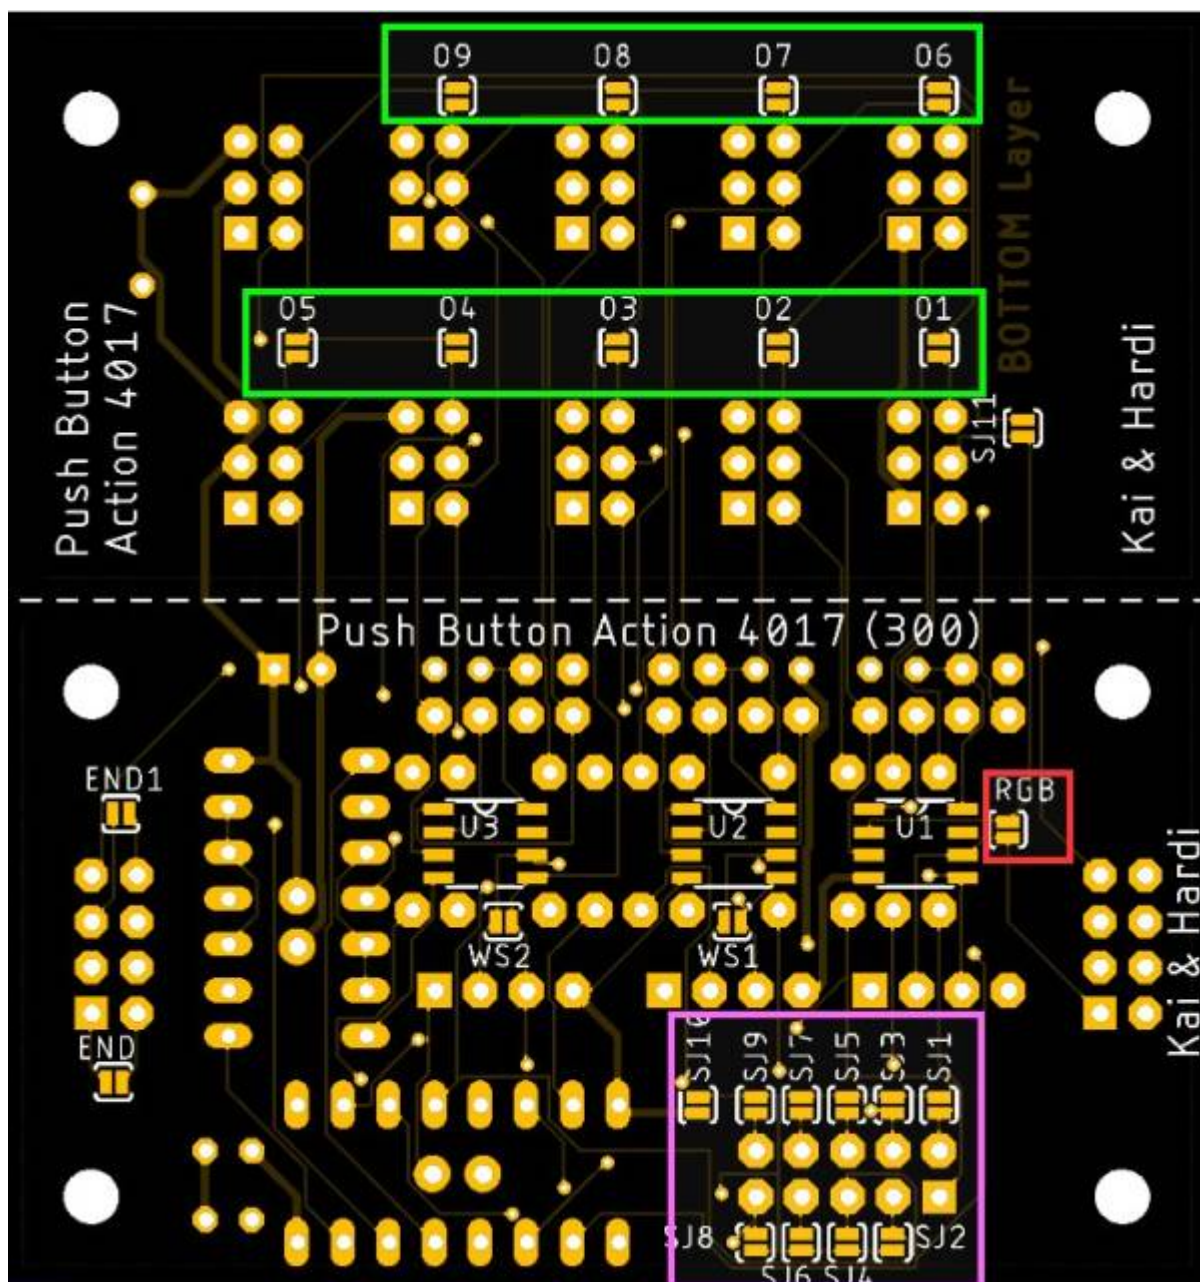 09 08 07 06
05 04 03 02 01
BOTTOM Layer
SJ11
Push Button
Action 4017
Kai & Hardi
Push Button Action 4017 (300)
END1
U3 U2 U1
RGB
WS2 WS1
Kai & Hardi
END
SJ10 SJ9 SJ7 SJ5 SJ3 SJ1
SJ8 SJ2
SJ6 SJ4